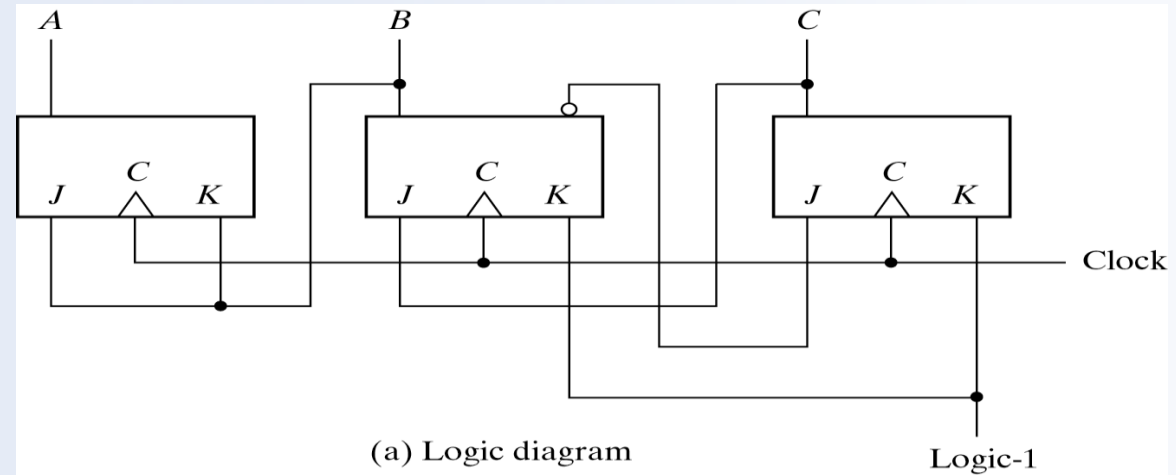 A B C
C C C
J K J K J K
Clock
(a) Logic diagram
Logic-1